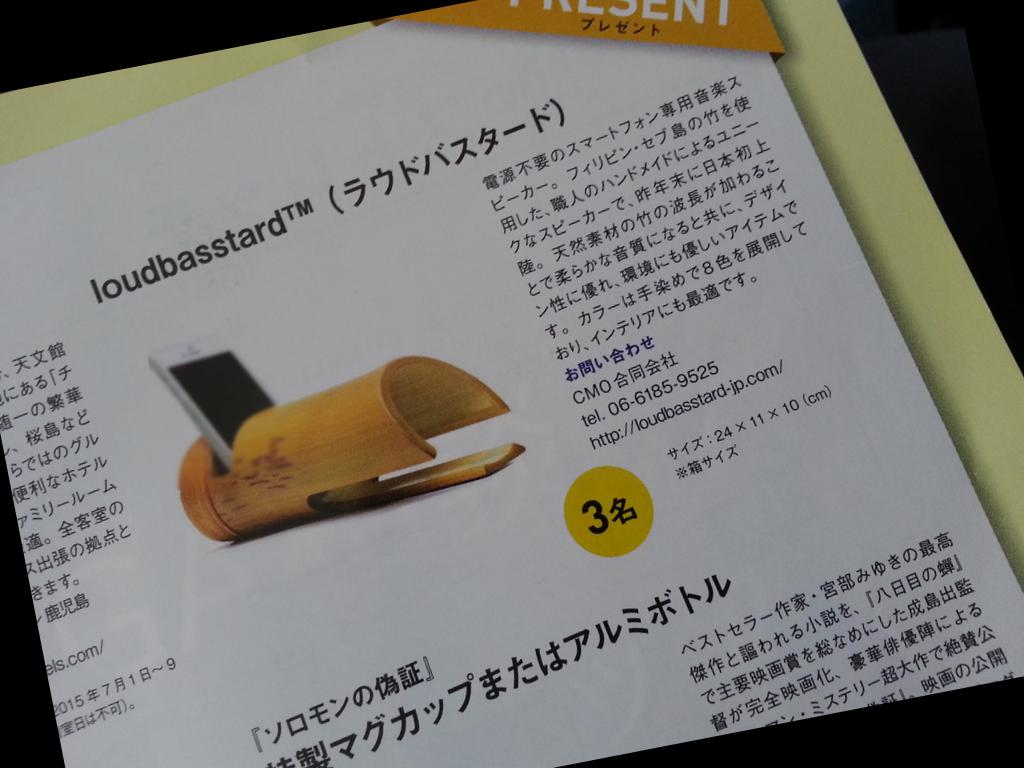 PRESENT
プレゼント
loudbasstard™（ラウドバスタード）
電源不要のスマートフォン専用音楽ス
ピーカー。フィリピン・セブ島の竹を使
用した、職人のハンドメイドによるユニー
クなスピーカーで、昨年末に日本初上
陸。天然素材の竹の波長が加わるこ
とで柔らかな音質になると共に、デザイ
ン性に優れ、環境にも優しいアイテムで
す。カラーは手染めで8色を展開して
おり、インテリアにも最適です。
お問い合わせ
CMO合同会社
tel. 06-6185-9525
http://loudbasstard-jp.com/
サイズ：24×11×10（cm）
※箱サイズ
3名
、天文館
にある「チ
随一の繁華
、桜島など
らではのグル
便利なホテル
ァミリールーム
適。全客室の
ス出張の拠点と
きます。
鹿児島
els.com/
2015年7月1日〜9
室日は不可）。
『ソロモンの偽証』
特製マグカップまたはアルミボトル
ベストセラー作家・宮部みゆきの最高
傑作と謳われる小説を、『八日目の蟬』
で主要映画賞を総なめにした成島出監
督が完全映画化、豪華俳優陣による
ン・ミステリー超大作で絶賛公
証』。映画の公開